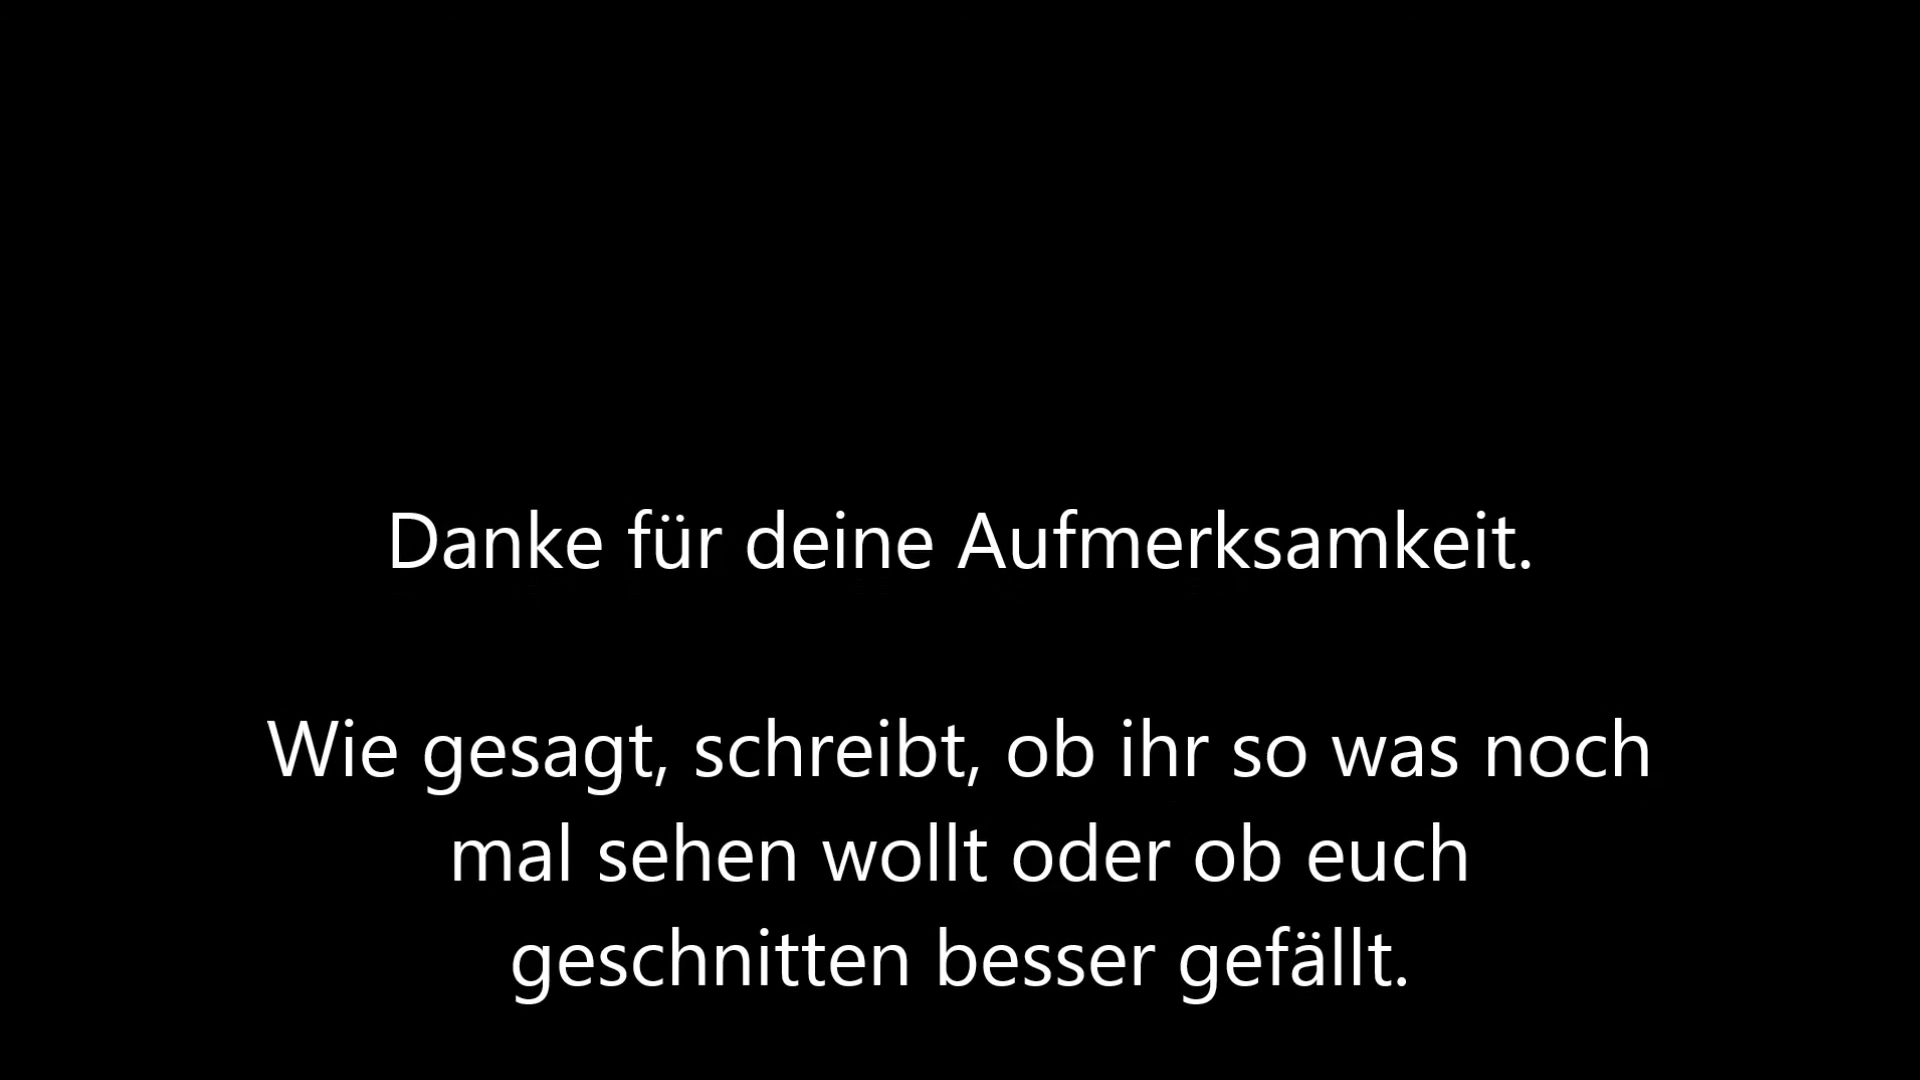 Danke für deine Aufmerksamkeit.
Wie gesagt, schreibt, ob ihr so was noch
mal sehen wollt oder ob euch
geschnitten besser gefällt.